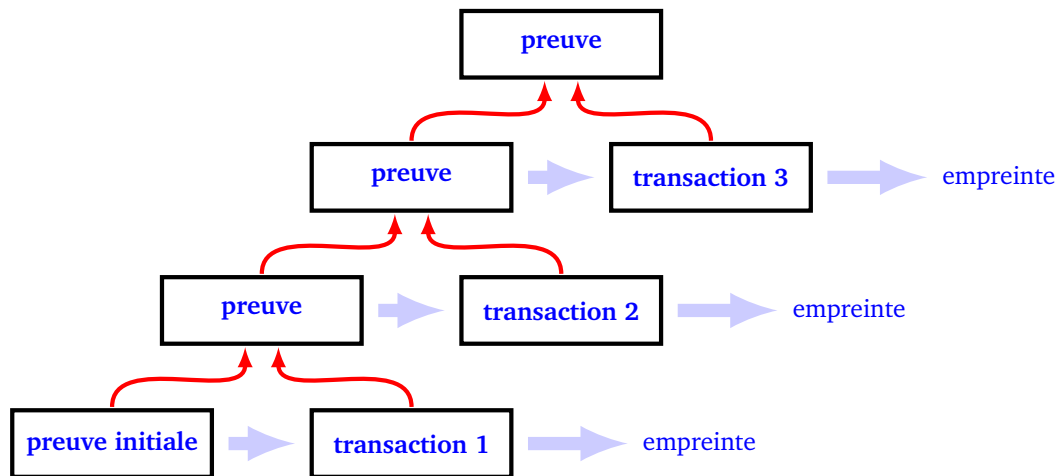 preuve
preuve
transaction 3
empreinte
preuve
transaction 2
empreinte
preuve initiale
transaction 1
empreinte